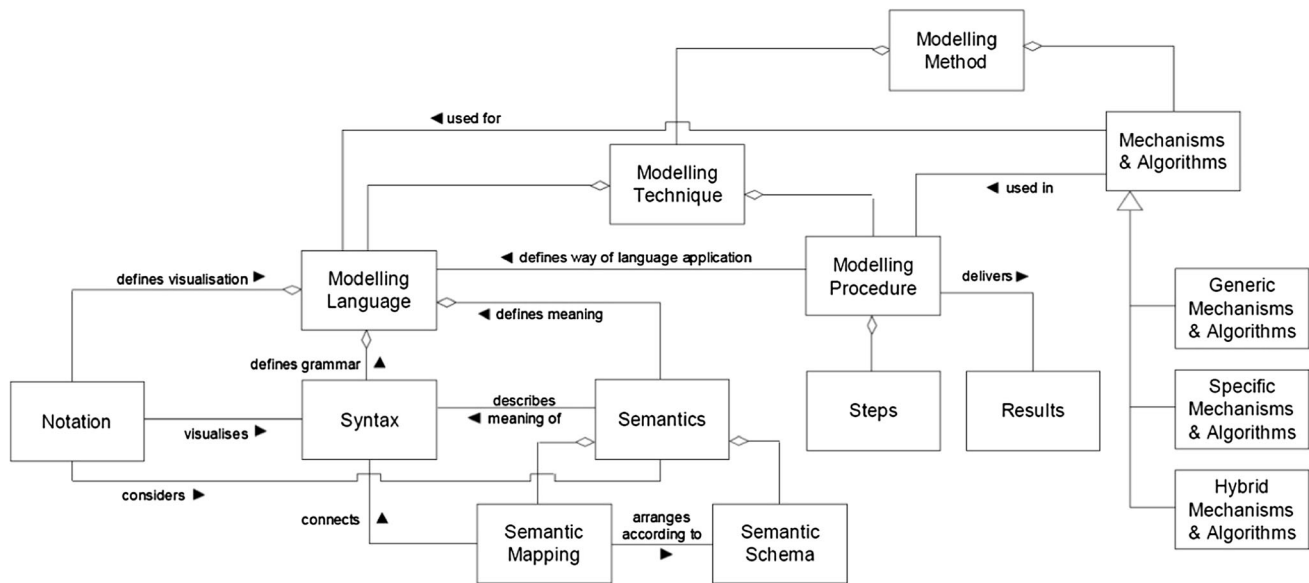 Modelling
Method
◄ used for
Mechanisms
& Algorithms
Modelling
Technique
◄ used in
defines visualisation ►
Modelling
Language
◄ defines way of language application
Modelling
Procedure
delivers ►
Generic
Mechanisms
& Algorithms
◄ defines meaning
defines grammar ▲
Notation
visualises ►
Syntax
describes
◄ meaning of
Semantics
Steps
Results
Specific
Mechanisms
& Algorithms
considers ►
connects ▲
Semantic
Mapping
arranges
according to
►
Semantic
Schema
Hybrid
Mechanisms
& Algorithms